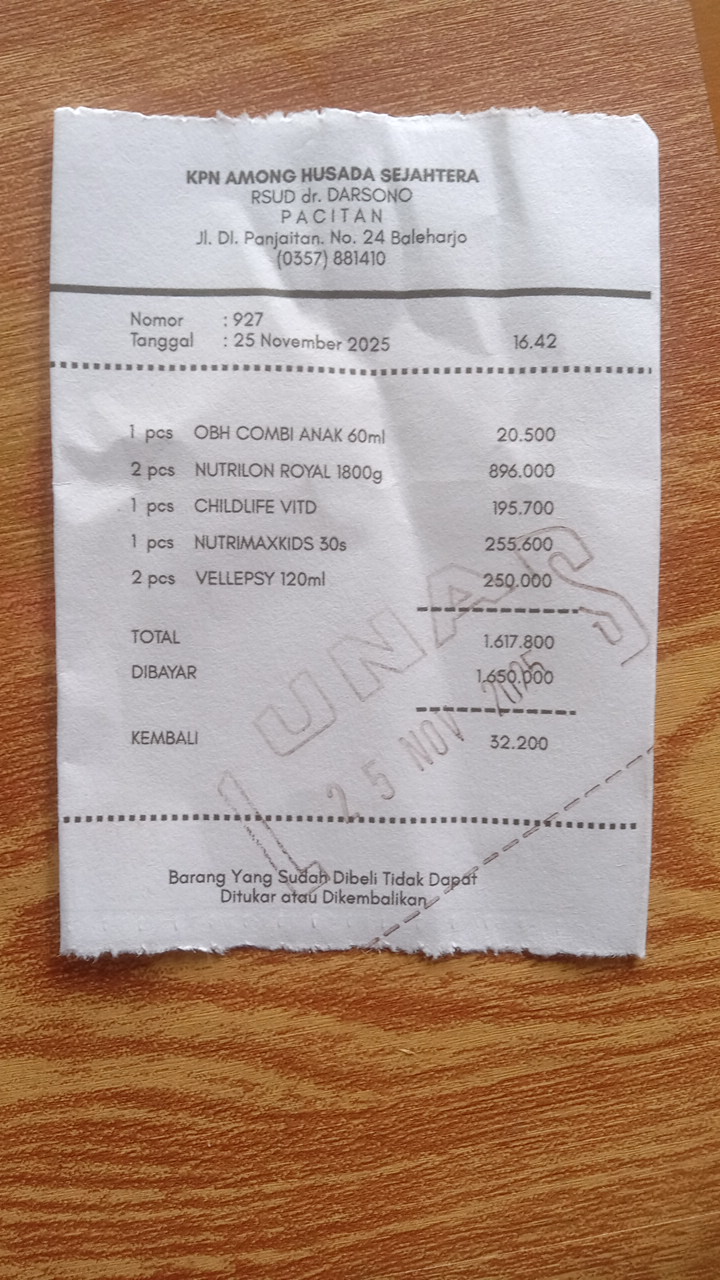 KPN AMONG HUSADA SEJAHTERA
RSUD dr. DARSONO
PACITAN
Jl. DI. Panjaitan. No. 24 Baleharjo
(0357) 881410
Nomor : 927
Tanggal : 25 November 2025 16.42
1 pcs OBH COMBI ANAK 60ml 20.500
2 pcs NUTRILON ROYAL 1800g 896.000
1 pcs CHILDLIFE VITD 195.700
1 pcs NUTRIMAXKIDS 30s 255.600
2 pcs VELLEPSY 120ml 250.000
TOTAL 1.617.800
DIBAYAR 1.650.000
KEMBALI 32.200
LUNAS
25 NOV 2025
Barang Yang Sudah Dibeli Tidak Dapat
Ditukar atau Dikembalikan